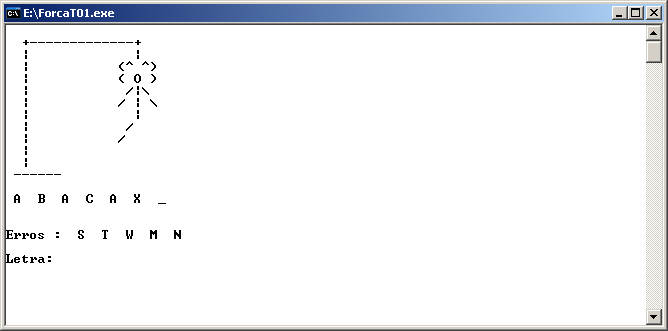 E:\ForcaT01.exe
A B A C A X _
Erros : S T W M N
Letra: